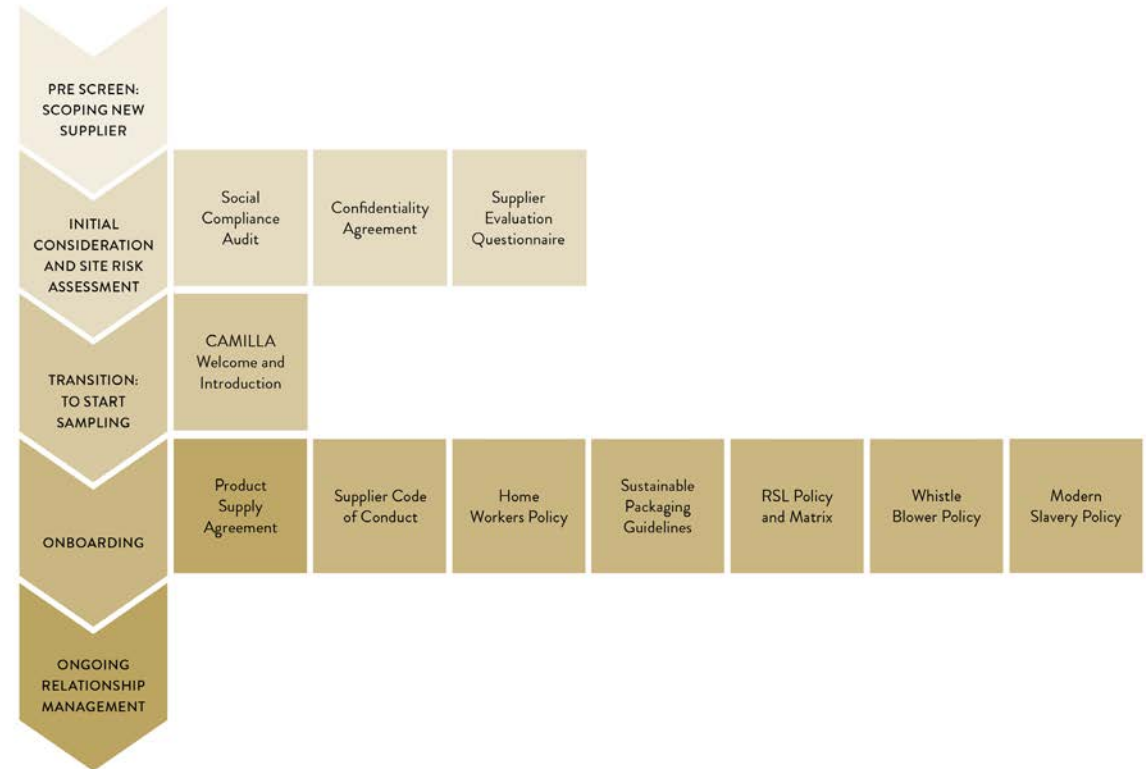 PRE SCREEN:
SCOPING NEW
SUPPLIER
INITIAL
CONSIDERATION
AND SITE RISK
ASSESSMENT
Social
Compliance
Audit
Confidentiality
Agreement
Supplier
Evaluation
Questionnaire
TRANSITION:
TO START
SAMPLING
CAMILLA
Welcome and
Introduction
ONBOARDING
Product
Supply
Agreement
Supplier Code
of Conduct
Home
Workers Policy
Sustainable
Packaging
Guidelines
RSL Policy
and Matrix
Whistle
Blower Policy
Modern
Slavery Policy
ONGOING
RELATIONSHIP
MANAGEMENT